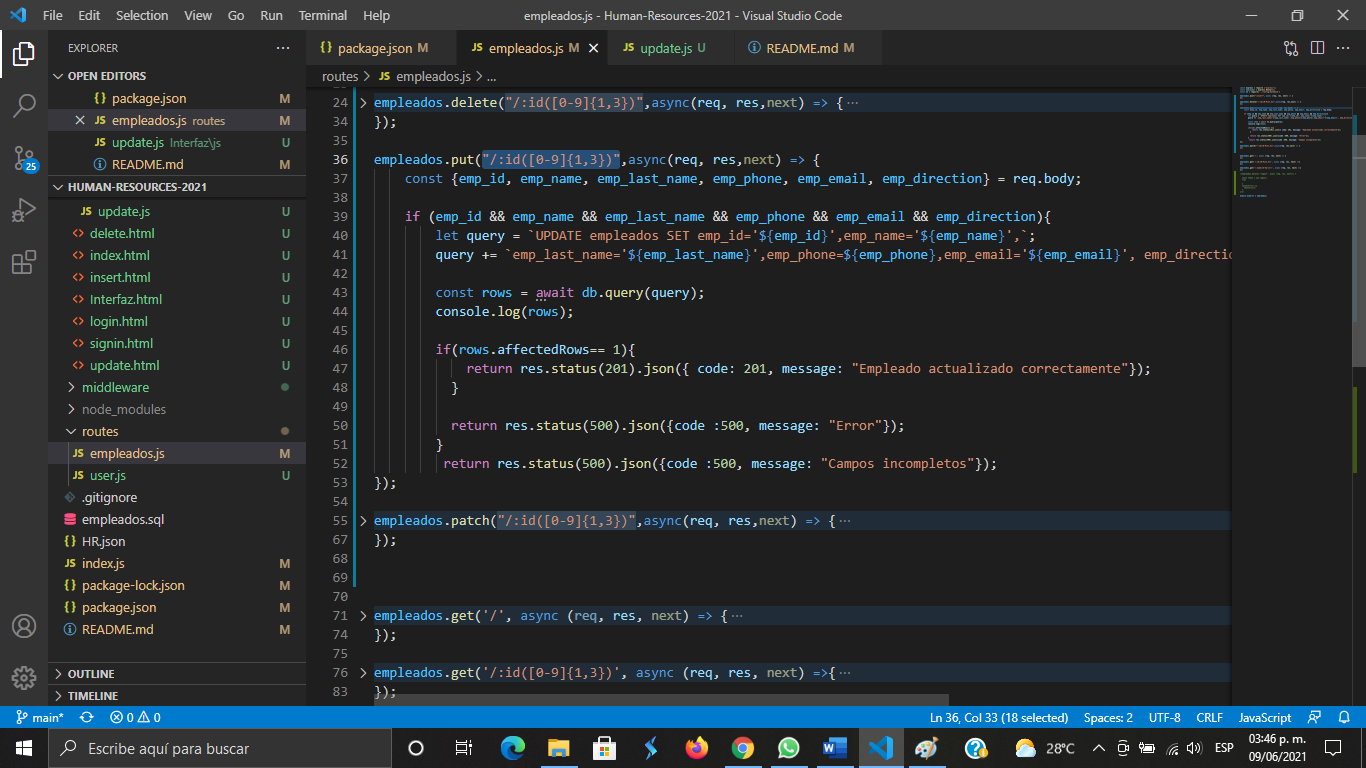 File Edit Selection View Go Run Terminal Help
empleados.js - Human-Resources-2021 - Visual Studio Code
EXPLORER
OPEN EDITORS
{} package.json M
JS empleados.js routes M
JS update.js Interfaz\js U
README.md M
HUMAN-RESOURCES-2021
JS update.js U
<> delete.html U
<> index.html U
<> insert.html U
<> Interfaz.html U
<> login.html U
<> signin.html U
<> update.html U
middleware
node_modules
routes
JS empleados.js M
JS user.js U
.gitignore
empleados.sql
{} HR.json
JS index.js M
{} package-lock.json M
{} package.json M
README.md M
OUTLINE
TIMELINE
25
{} package.json M
JS empleados.js M
JS update.js U
README.md M
routes > JS empleados.js > ...
24 empleados.delete("/:id([0-9]{1,3})",async(req, res,next) => {…
34 });
35
36 empleados.put("/:id([0-9]{1,3})",async(req, res,next) => {
37 const {emp_id, emp_name, emp_last_name, emp_phone, emp_email, emp_direction} = req.body;
38
39 if (emp_id && emp_name && emp_last_name && emp_phone && emp_email && emp_direction){
40 let query = `UPDATE empleados SET emp_id='${emp_id}',emp_name='${emp_name}',`;
41 query += `emp_last_name='${emp_last_name}',emp_phone=${emp_phone},emp_email='${emp_email}', emp_directio
42
43 const rows = await db.query(query);
44 console.log(rows);
45
46 if(rows.affectedRows== 1){
47 return res.status(201).json({ code: 201, message: "Empleado actualizado correctamente"});
48 }
49
50 return res.status(500).json({code :500, message: "Error"});
51 }
52 return res.status(500).json({code :500, message: "Campos incompletos"});
53 });
54
55 empleados.patch("/:id([0-9]{1,3})",async(req, res,next) => {…
67 });
68
69
70
71 empleados.get('/', async (req, res, next) => {…
74 });
75
76 empleados.get('/:id([0-9]{1,3})', async (req, res, next) =>{…
83 });
main* 0 0
Ln 36, Col 33 (18 selected) Spaces: 2 UTF-8 CRLF JavaScript
Escribe aquí para buscar
28°C
ESP
03:46 p. m.
09/06/2021